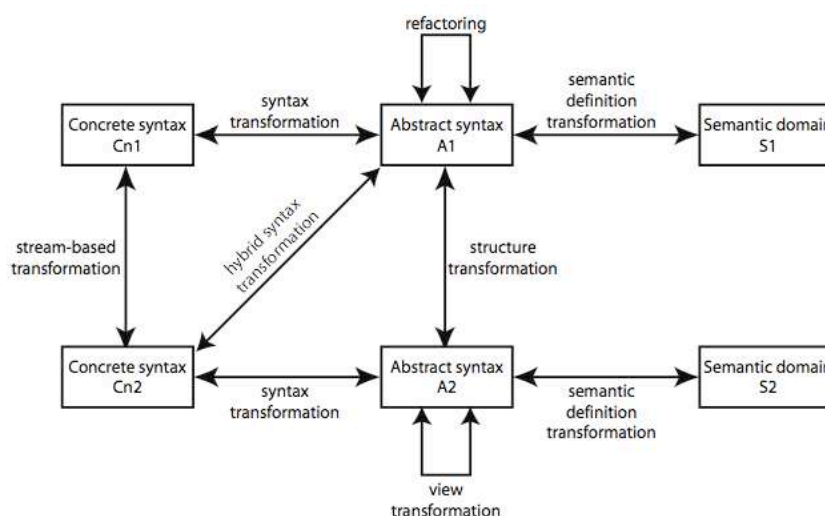 refactoring
syntax
transformation
semantic
definition
transformation
Concrete syntax
Cn1
Abstract syntax
A1
Semantic domain
S1
stream-based
transformation
hybrid syntax
transformation
structure
transformation
Concrete syntax
Cn2
Abstract syntax
A2
Semantic domain
S2
syntax
transformation
semantic
definition
transformation
view
transformation